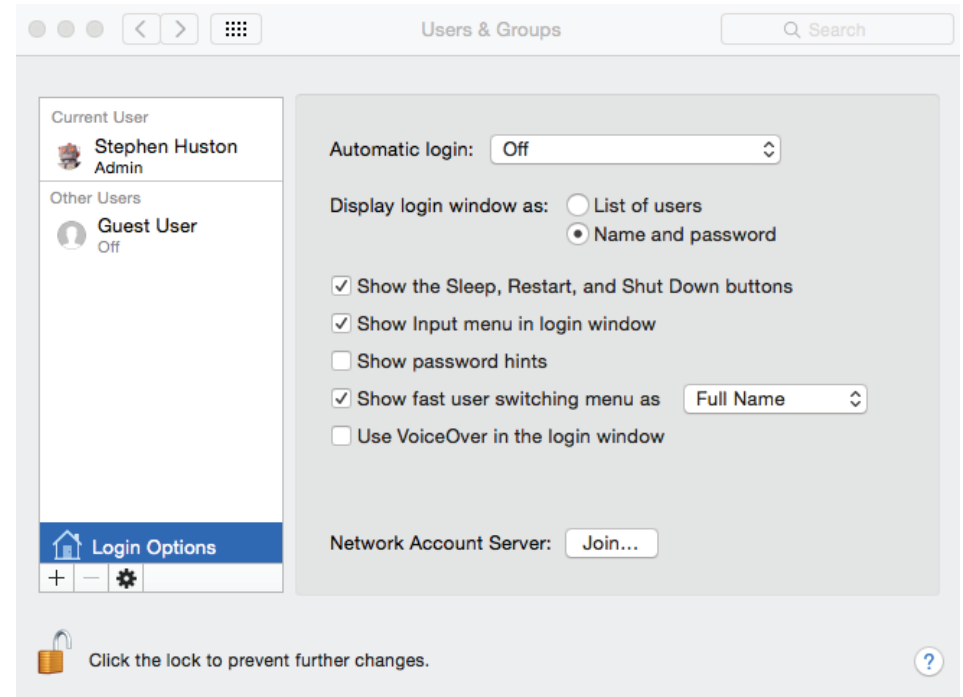 Users & Groups
Search
Current User
Stephen Huston
Admin
Other Users
Guest User
Off
Login Options
Automatic login: Off
Display login window as: List of users
Name and password
Show the Sleep, Restart, and Shut Down buttons
Show Input menu in login window
Show password hints
Show fast user switching menu as Full Name
Use VoiceOver in the login window
Network Account Server: Join...
Click the lock to prevent further changes.
?